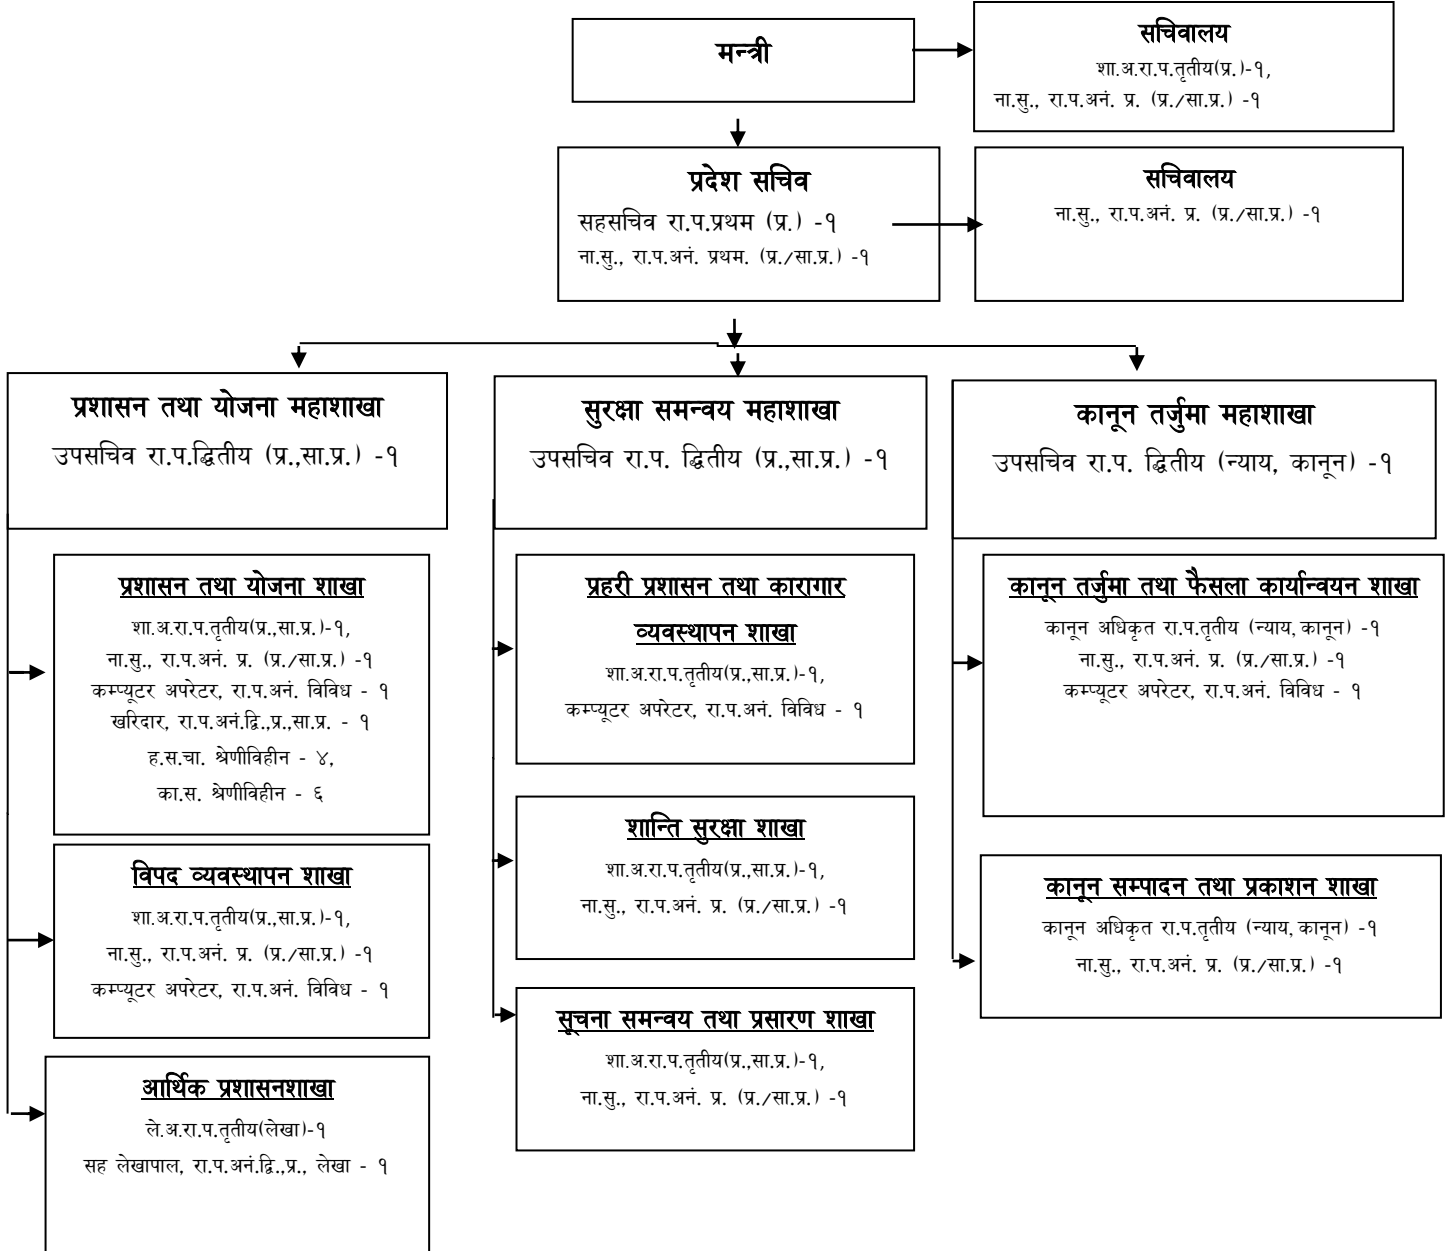 मन्त्री
सचिवालय
शा.अ.रा.प.तृतीय(प्र.)-१,
ना.सु., रा.प.अनं. प्र. (प्र./सा.प्र.) -१
प्रदेश सचिव
सहसचिव रा.प.प्रथम (प्र.) -१
ना.सु., रा.प.अनं. प्रथम. (प्र./सा.प्र.) -१
सचिवालय
ना.सु., रा.प.अनं. प्र. (प्र./सा.प्र.) -१
प्रशासन तथा योजना महाशाखा
उपसचिव रा.प.द्धितीय (प्र.,सा.प्र.) -१
सुरक्षा समन्वय महाशाखा
उपसचिव रा.प. द्धितीय (प्र.,सा.प्र.) -१
कानून तर्जुमा महाशाखा
उपसचिव रा.प. द्धितीय (न्याय, कानून) -१
प्रशासन तथा योजना शाखा
शा.अ.रा.प.तृतीय(प्र.,सा.प्र.)-१,
ना.सु., रा.प.अनं. प्र. (प्र./सा.प्र.) -१
कम्प्यूटर अपरेटर, रा.प.अनं. विविध - १
खरिदार, रा.प.अनं.द्वि.,प्र.,सा.प्र. - १
ह.स.चा. श्रेणीविहीन - ४,
का.स. श्रेणीविहीन - ६
विपद व्यवस्थापन शाखा
शा.अ.रा.प.तृतीय(प्र.,सा.प्र.)-१,
ना.सु., रा.प.अनं. प्र. (प्र./सा.प्र.) -१
कम्प्यूटर अपरेटर, रा.प.अनं. विविध - १
आर्थिक प्रशासनशाखा
ले.अ.रा.प.तृतीय(लेखा)-१
सह लेखापाल, रा.प.अनं.द्वि.,प्र., लेखा - १
प्रहरी प्रशासन तथा कारागार
व्यवस्थापन शाखा
शा.अ.रा.प.तृतीय(प्र.,सा.प्र.)-१,
कम्प्यूटर अपरेटर, रा.प.अनं. विविध - १
शान्ति सुरक्षा शाखा
शा.अ.रा.प.तृतीय(प्र.,सा.प्र.)-१,
ना.सु., रा.प.अनं. प्र. (प्र./सा.प्र.) -१
सूचना समन्वय तथा प्रसारण शाखा
शा.अ.रा.प.तृतीय(प्र.,सा.प्र.)-१,
ना.सु., रा.प.अनं. प्र. (प्र./सा.प्र.) -१
कानून तर्जुमा तथा फैसला कार्यान्वयन शाखा
कानून अधिकृत रा.प.तृतीय (न्याय, कानून) -१
ना.सु., रा.प.अनं. प्र. (प्र./सा.प्र.) -१
कम्प्यूटर अपरेटर, रा.प.अनं. विविध - १
कानून सम्पादन तथा प्रकाशन शाखा
कानून अधिकृत रा.प.तृतीय (न्याय, कानून) -१
ना.सु., रा.प.अनं. प्र. (प्र./सा.प्र.) -१